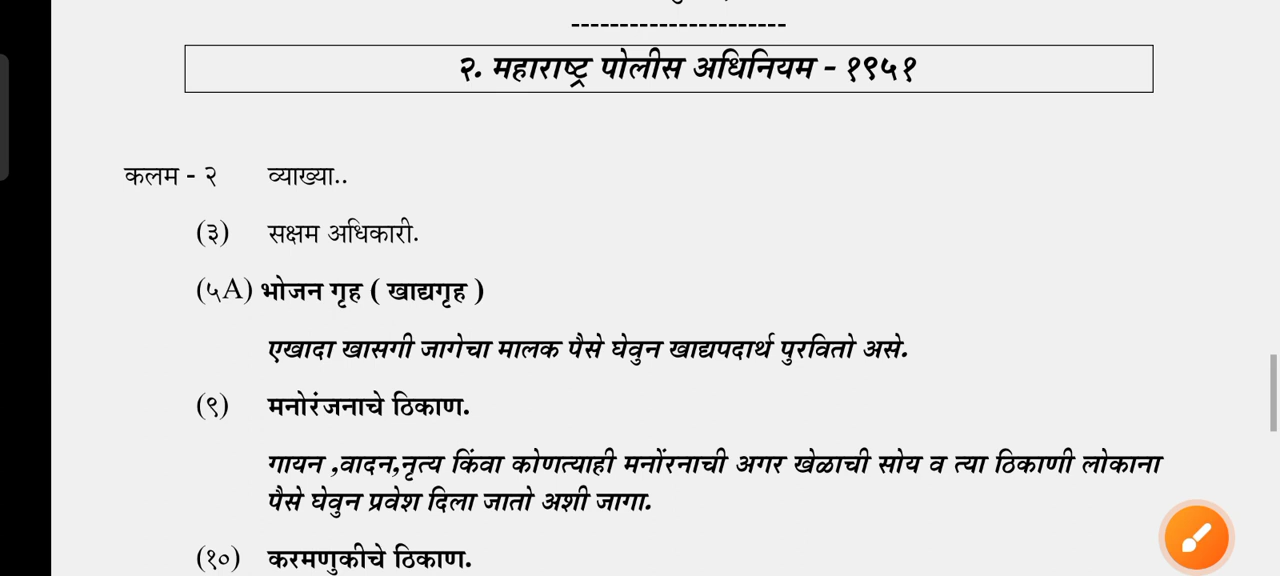 ----------------------
२. महाराष्ट्र पोलीस अधिनियम - १९५१
कलम - २ व्याख्या..
(३) सक्षम अधिकारी.
(५A) भोजन गृह ( खाद्यगृह )
एखादा खासगी जागेचा मालक पैसे घेवुन खाद्यपदार्थ पुरवितो असे.
(९) मनोरंजनाचे ठिकाण.
गायन ,वादन,नृत्य किंवा कोणत्याही मनोंरनाची अगर खेळाची सोय व त्या ठिकाणी लोकाना
पैसे घेवुन प्रवेश दिला जातो अशी जागा.
(१०) करमणुकीचे ठिकाण.